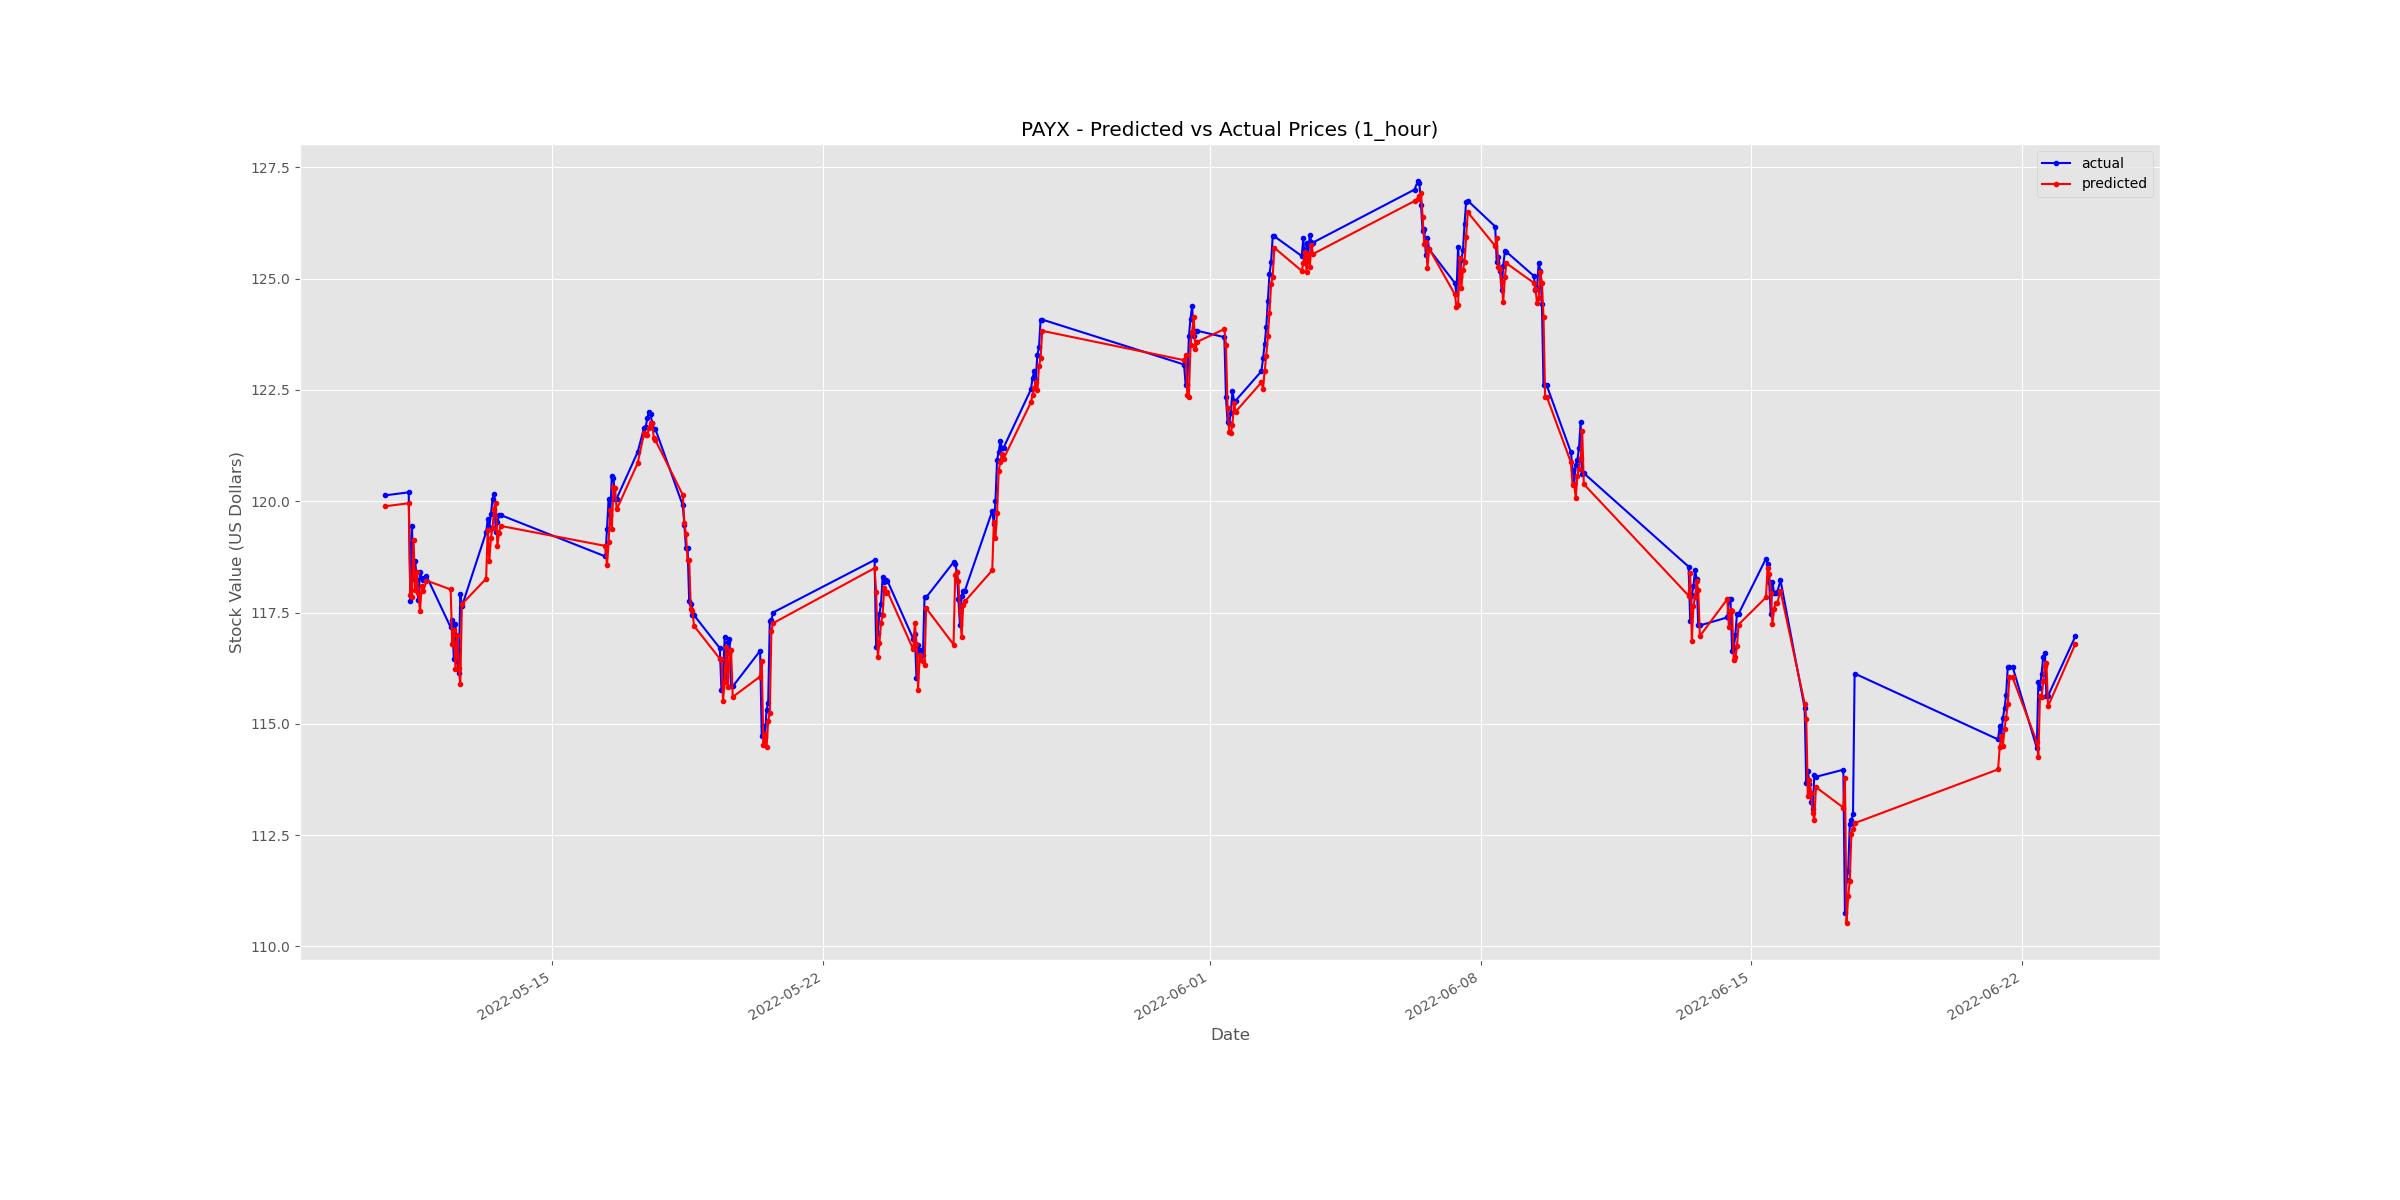 PAYX - Predicted vs Actual Prices (1_hour)
127.5
125.0
122.5
120.0
117.5
115.0
112.5
110.0
Stock Value (US Dollars)
actual
predicted
2022-05-15
2022-05-22
2022-06-01
2022-06-08
2022-06-15
2022-06-22
Date